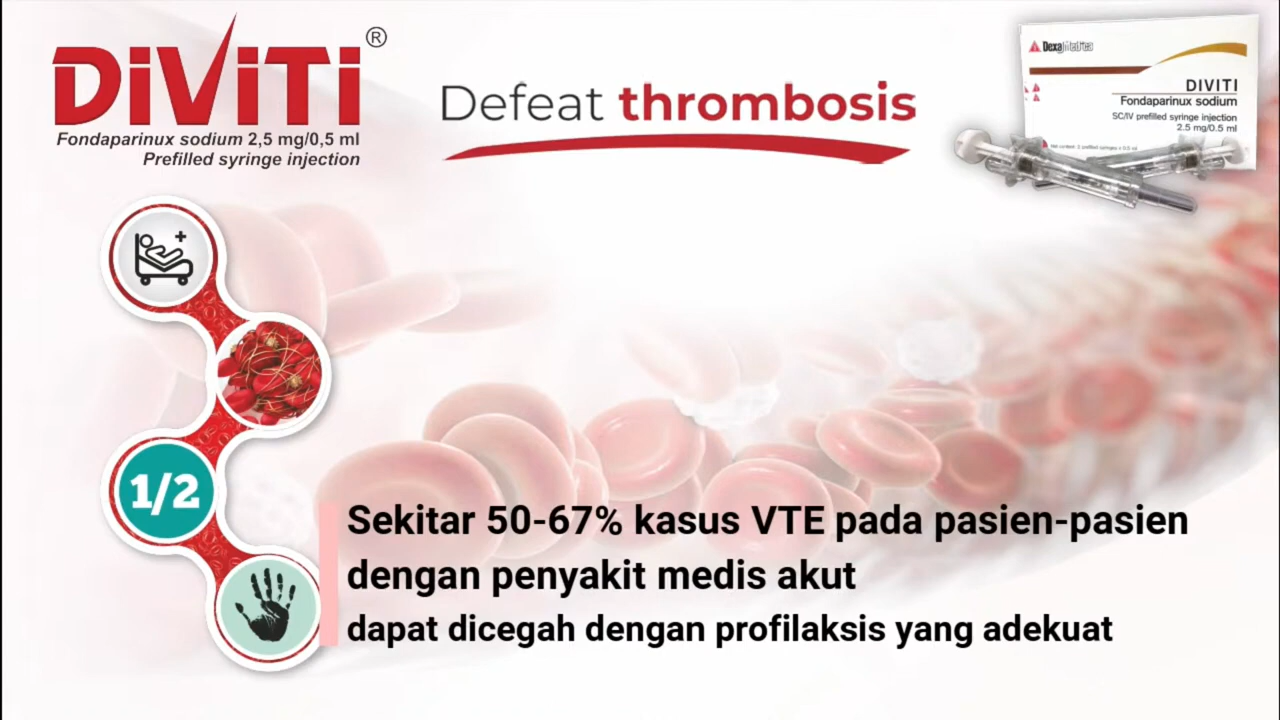 DiViTi®
Fondaparinux sodium 2,5 mg/0,5 ml
Prefilled syringe injection
Defeat thrombosis
Dexa Medica
DIVITI
Fondaparinux sodium
SC/IV prefilled syringe injection
2.5 mg/0.5 ml
1/2
Sekitar 50-67% kasus VTE pada pasien-pasien
dengan penyakit medis akut
dapat dicegah dengan profilaksis yang adekuat